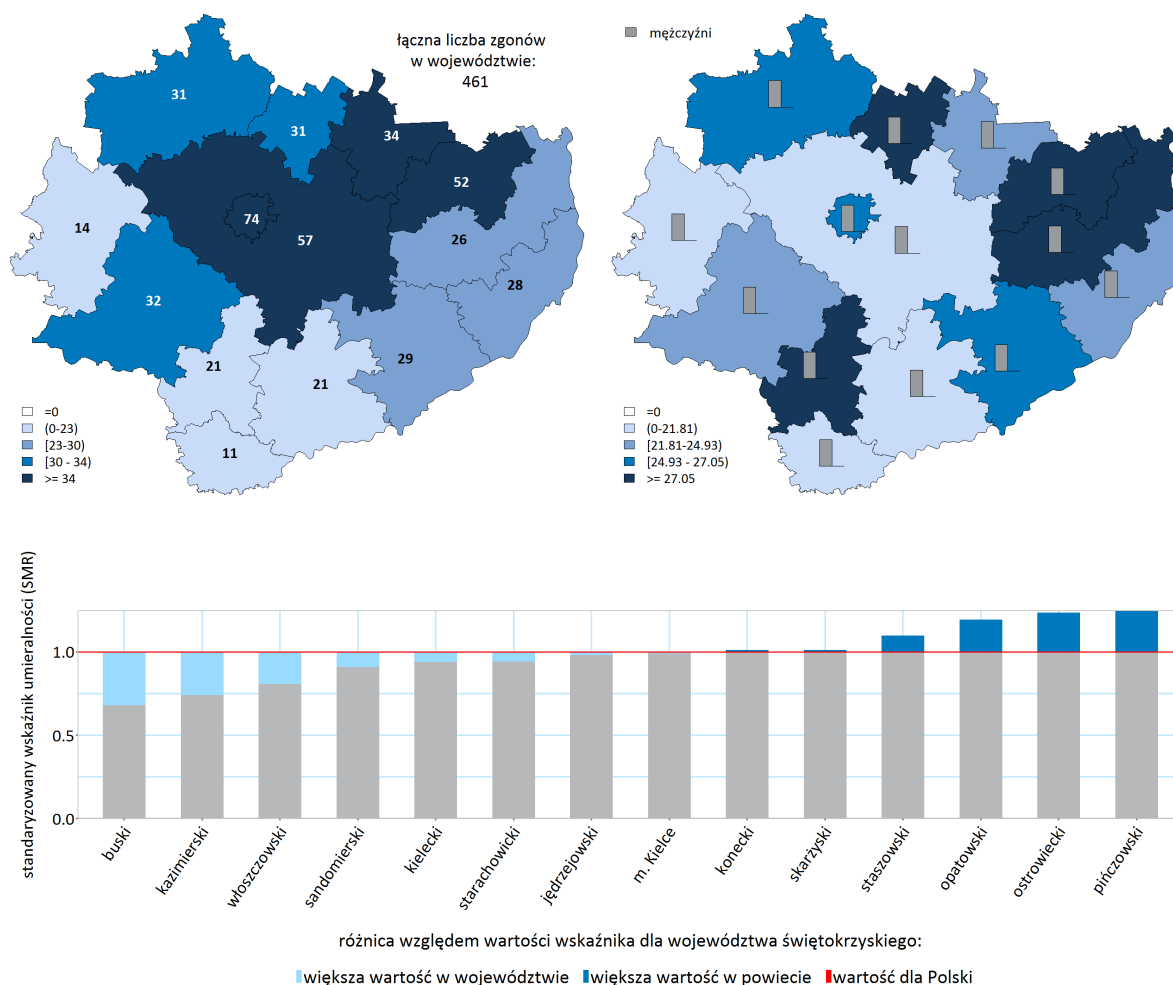 łączna liczba zgonów
w województwie:
461
31
31
34
52
14
74
57
26
28
32
29
21
21
11
=0
(0-23)
[23-30)
[30 - 34)
>= 34
mężczyźni
=0
(0-21.81)
[21.81-24.93)
[24.93 - 27.05)
>= 27.05
standaryzowany wskaźnik umieralności (SMR)
1.0
0.5
0.0
buski
kazimierski
włoszczowski
sandomierski
kielecki
starachowicki
jędrzejowski
m. Kielce
konecki
skarżyski
staszowski
opatowski
ostrowiecki
pińczowski
różnica względem wartości wskaźnika dla województwa świętokrzyskiego:
większa wartość w województwie większa wartość w powiecie wartość dla Polski